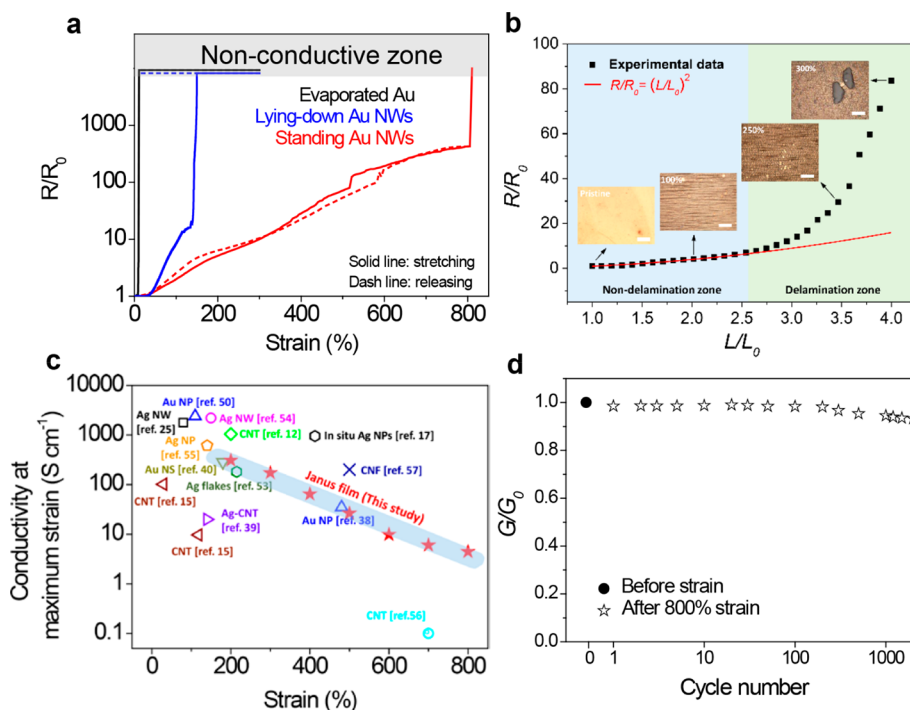 a
Non-conductive zone
Evaporated Au
Lying-down Au NWs
Standing Au NWs
Solid line: stretching
Dash line: releasing
1000
100
10
1
R/R0
0 200 400 600 800
Strain (%)
b
Experimental data
R/R0= (L/L0)2
300%
250%
100%
Pristine
Non-delamination zone
Delamination zone
100
80
60
40
20
0
R/R0
1.0 1.5 2.0 2.5 3.0 3.5 4.0
L/L0
c
10000
1000
100
10
1
0.1
Conductivity at
maximum strain (S cm-1)
Au NP [ref. 50]
Ag NW
[ref. 25]
Ag NW [ref. 54]
CNT [ref. 12]
In situ Ag NPs [ref. 17]
Ag NP
[ref. 55]
Au NS [ref. 40]
CNF [ref. 57]
Ag flakes [ref. 53]
CNT [ref. 15]
Janus film (This study)
Ag-CNT
[ref. 39]
Au NP [ref. 38]
CNT [ref. 15]
CNT [ref.56]
0 200 400 600 800
Strain (%)
d
1.0
0.8
0.6
0.4
0.2
0.0
G/G0
Before strain
After 800% strain
0 1 10 100 1000
Cycle number